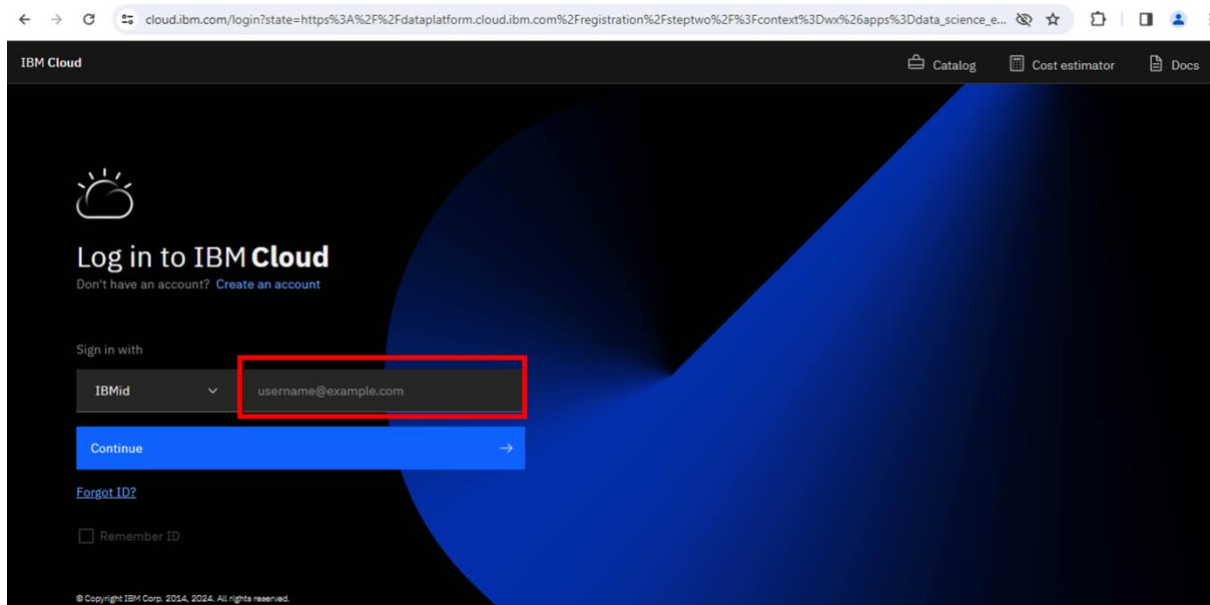 cloud.ibm.com/login?state=https%3A%2F%2Fdataplatform.cloud.ibm.com%2Fregistration%2Fsteptwo%2F%3Fcontext%3Dwx%26apps%3Ddata_science_e...
IBM Cloud Catalog Cost estimator Docs
Log in to IBM Cloud
Don't have an account? Create an account
Sign in with
IBMid username@example.com
Continue
Forgot ID?
Remember ID
© Copyright IBM Corp. 2014, 2024. All rights reserved.